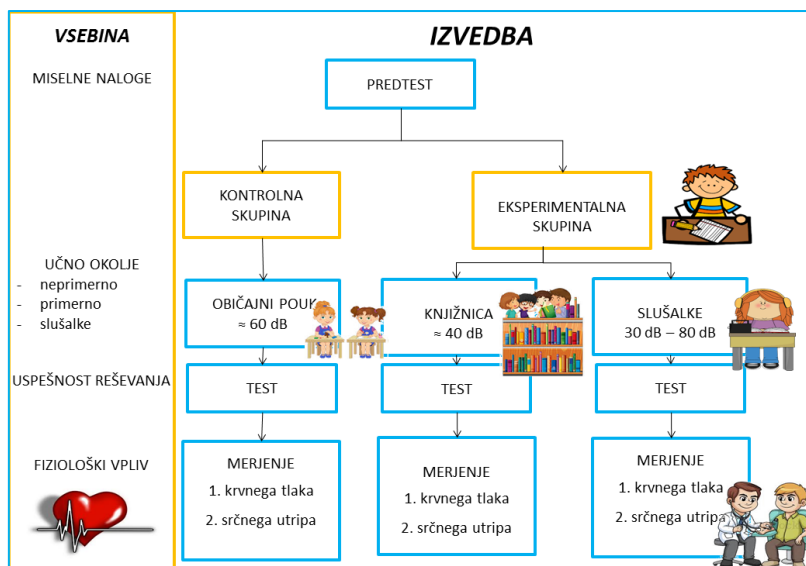 VSEBINA
IZVEDBA
MISELNE NALOGE
PREDTEST
KONTROLNA
SKUPINA
EKSPERIMENTALNA
SKUPINA
UČNO OKOLJE
- neprimerno
- primerno
- slušalke
OBIČAJNI POUK
≈ 60 dB
KNJIŽNICA
≈ 40 dB
SLUŠALKE
30 dB – 80 dB
USPEŠNOST REŠEVANJA
TEST
TEST
TEST
FIZIOLOŠKI VPLIV
MERJENJE
1. krvnega tlaka
2. srčnega utripa
MERJENJE
1. krvnega tlaka
2. srčnega utripa
MERJENJE
1. krvnega tlaka
2. srčnega utripa